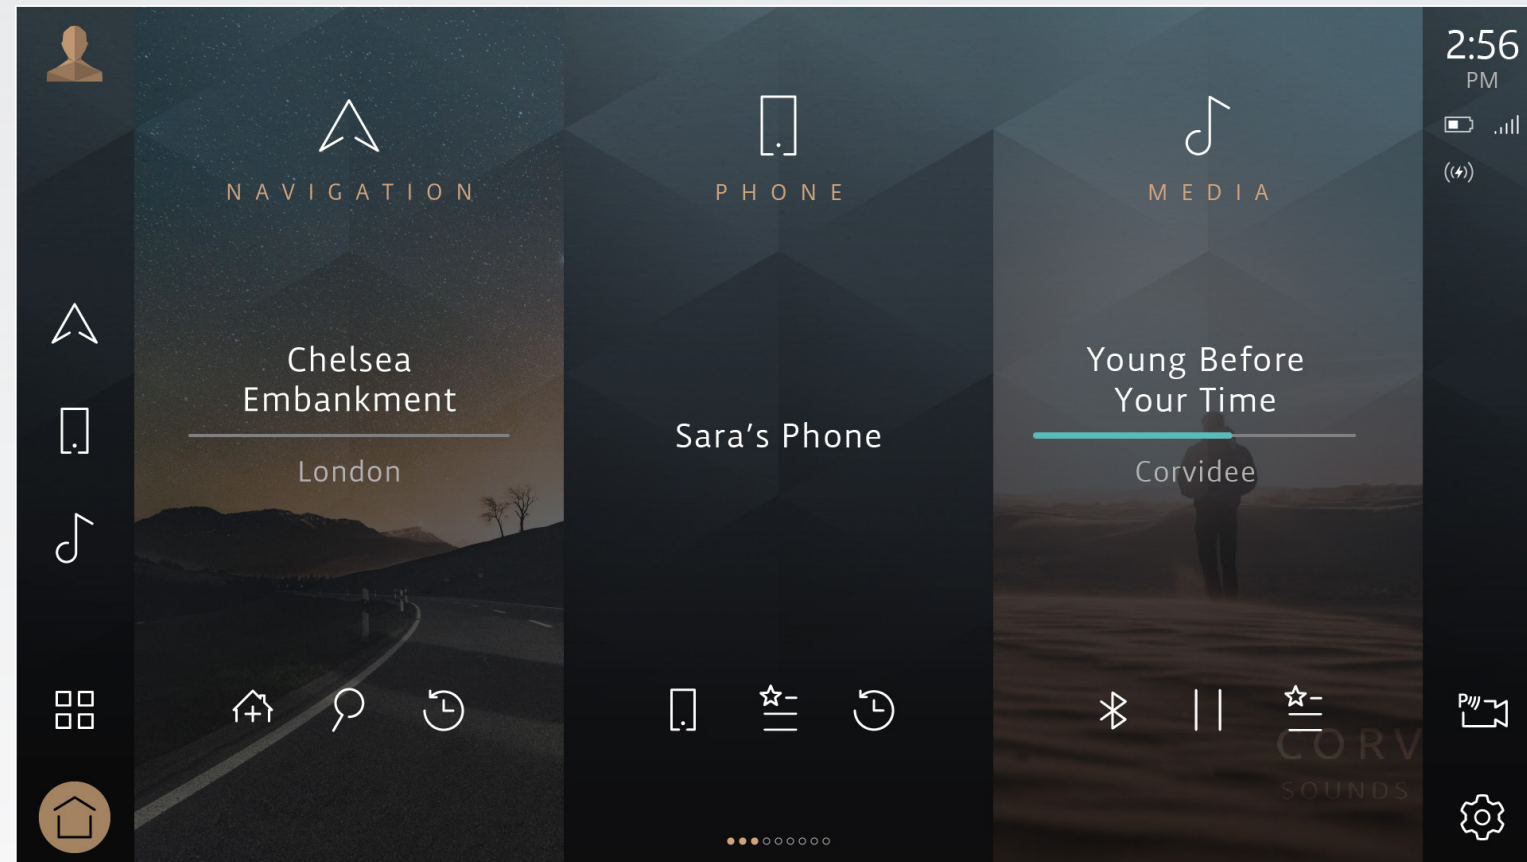 2:56
PM
NAVIGATION
PHONE
MEDIA
Chelsea
Embankment
London
Sara's Phone
Young Before
Your Time
Corvidee
P
CORV
SOUNDS